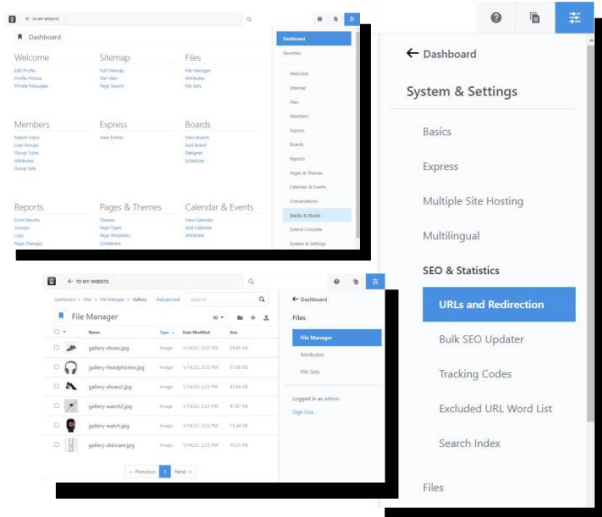 ← TO MY WEBSITE
Dashboard
Welcome
Edit Profile
Profile Picture
Private Messages
Sitemap
Full Sitemap
Flat View
Page Search
Files
File Manager
Attributes
File Sets
Members
Search Users
User Groups
Group Types
Attributes
Group Sets
Express
View Entries
Boards
View Boards
Add Board
Designer
Scheduler
Reports
Form Results
Surveys
Logs
Page Changes
Pages & Themes
Themes
Page Types
Page Templates
Containers
Calendar & Events
View Calendar
Add Calendar
Attributes
Dashboard
Favorites
Welcome
Sitemap
Files
Members
Express
Boards
Reports
Pages & Themes
Calendar & Events
Conversations
Stacks & Blocks
Extend Concrete
System & Settings
← TO MY WEBSITE
Dashboard > Files > File Manager > Gallery Advanced Search
File Manager 10
Name Type Date Modified Size
gallery-shoes.jpg Image
gallery-headphones.jpg Image
gallery-shoes2.jpg Image
gallery-watch2.jpg Image
gallery-watch.jpg Image
gallery-skincare.jpg Image
← Previous 1 Next →
← Dashboard
Files
File Manager
Attributes
File Sets
Logged in as admin.
Sign Out.
← Dashboard
System & Settings
Basics
Express
Multiple Site Hosting
Multilingual
SEO & Statistics
URLs and Redirection
Bulk SEO Updater
Tracking Codes
Excluded URL Word List
Search Index
Files